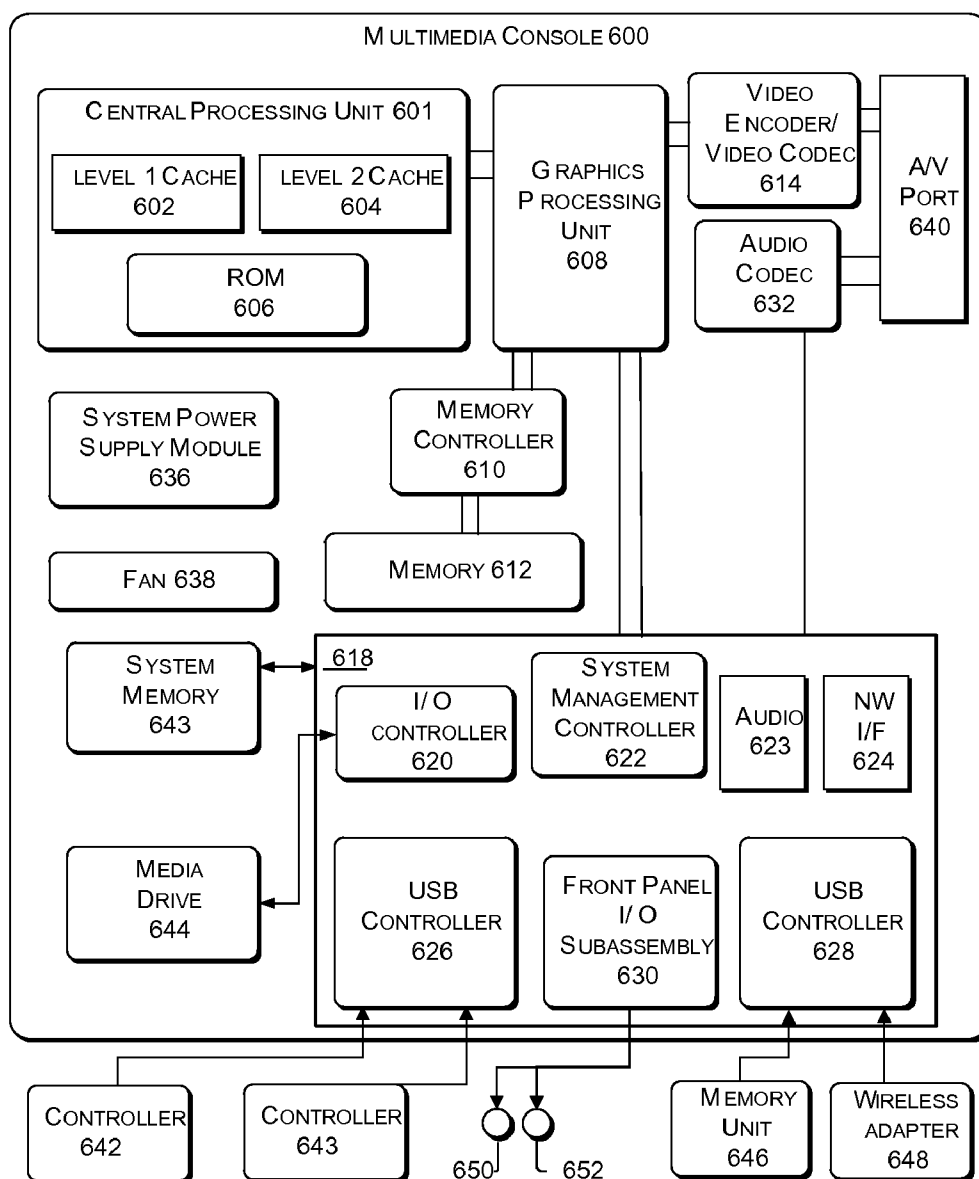 MULTIMEDIA CONSOLE 600
CENTRAL PROCESSING UNIT 601
LEVEL 1 CACHE
602
LEVEL 2 CACHE
604
ROM
606
GRAPHICS
PROCESSING
UNIT
608
VIDEO
ENCODER/
VIDEO CODEC
614
A/V
PORT
640
AUDIO
CODEC
632
SYSTEM POWER
SUPPLY MODULE
636
MEMORY
CONTROLLER
610
MEMORY 612
FAN 638
SYSTEM
MEMORY
643
618
I/O
CONTROLLER
620
SYSTEM
MANAGEMENT
CONTROLLER
622
AUDIO
623
NW
I/F
624
MEDIA
DRIVE
644
USB
CONTROLLER
626
FRONT PANEL
I/O
SUBASSEMBLY
630
USB
CONTROLLER
628
CONTROLLER
642
CONTROLLER
643
650
652
MEMORY
UNIT
646
WIRELESS
ADAPTER
648